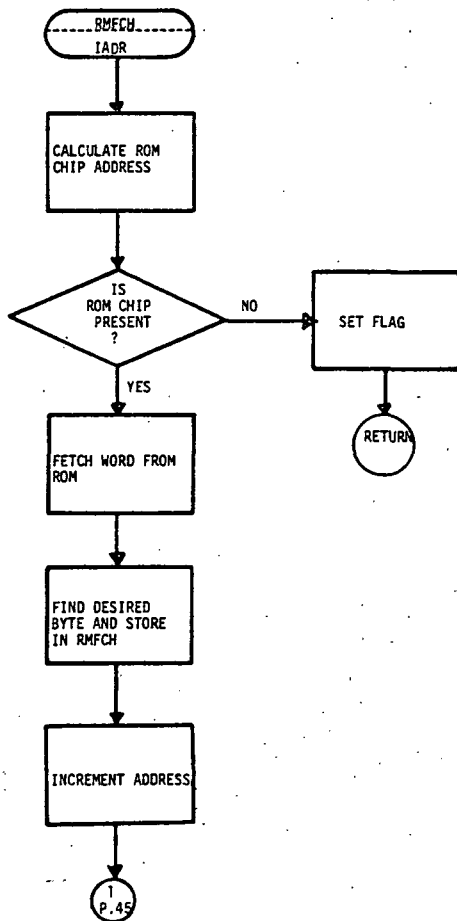 RMFCH
IADR
CALCULATE ROM
CHIP ADDRESS
IS
ROM CHIP
PRESENT
?
NO
SET FLAG
RETURN
YES
FETCH WORD FROM
ROM
FIND DESIRED
BYTE AND STORE
IN RMFCH
INCREMENT ADDRESS
1
P.45